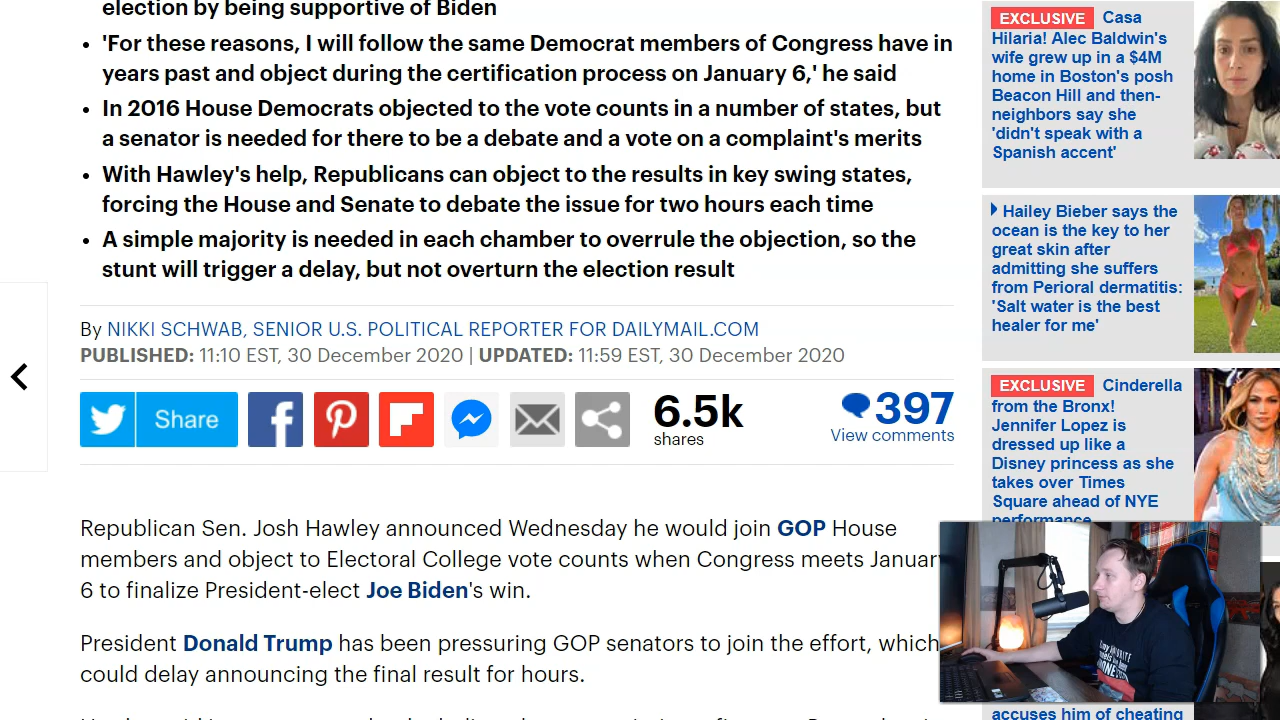 election by being supportive of Biden
• 'For these reasons, I will follow the same Democrat members of Congress have in
years past and object during the certification process on January 6,' he said
• In 2016 House Democrats objected to the vote counts in a number of states, but
a senator is needed for there to be a debate and a vote on a complaint's merits
• With Hawley's help, Republicans can object to the results in key swing states,
forcing the House and Senate to debate the issue for two hours each time
• A simple majority is needed in each chamber to overrule the objection, so the
stunt will trigger a delay, but not overturn the election result
By NIKKI SCHWAB, SENIOR U.S. POLITICAL REPORTER FOR DAILYMAIL.COM
PUBLISHED: 11:10 EST, 30 December 2020 | UPDATED: 11:59 EST, 30 December 2020
Share
6.5k
shares
397
View comments
Republican Sen. Josh Hawley announced Wednesday he would join GOP House
members and object to Electoral College vote counts when Congress meets January
6 to finalize President-elect Joe Biden's win.
President Donald Trump has been pressuring GOP senators to join the effort, which
could delay announcing the final result for hours.
EXCLUSIVE Casa
Hilaria! Alec Baldwin's
wife grew up in a $4M
home in Boston's posh
Beacon Hill and then-
neighbors say she
'didn't speak with a
Spanish accent'
Hailey Bieber says the
ocean is the key to her
great skin after
admitting she suffers
from Perioral dermatitis:
'Salt water is the best
healer for me'
EXCLUSIVE Cinderella
from the Bronx!
Jennifer Lopez is
dressed up like a
Disney princess as she
takes over Times
Square ahead of NYE
performance
accuses him of cheating